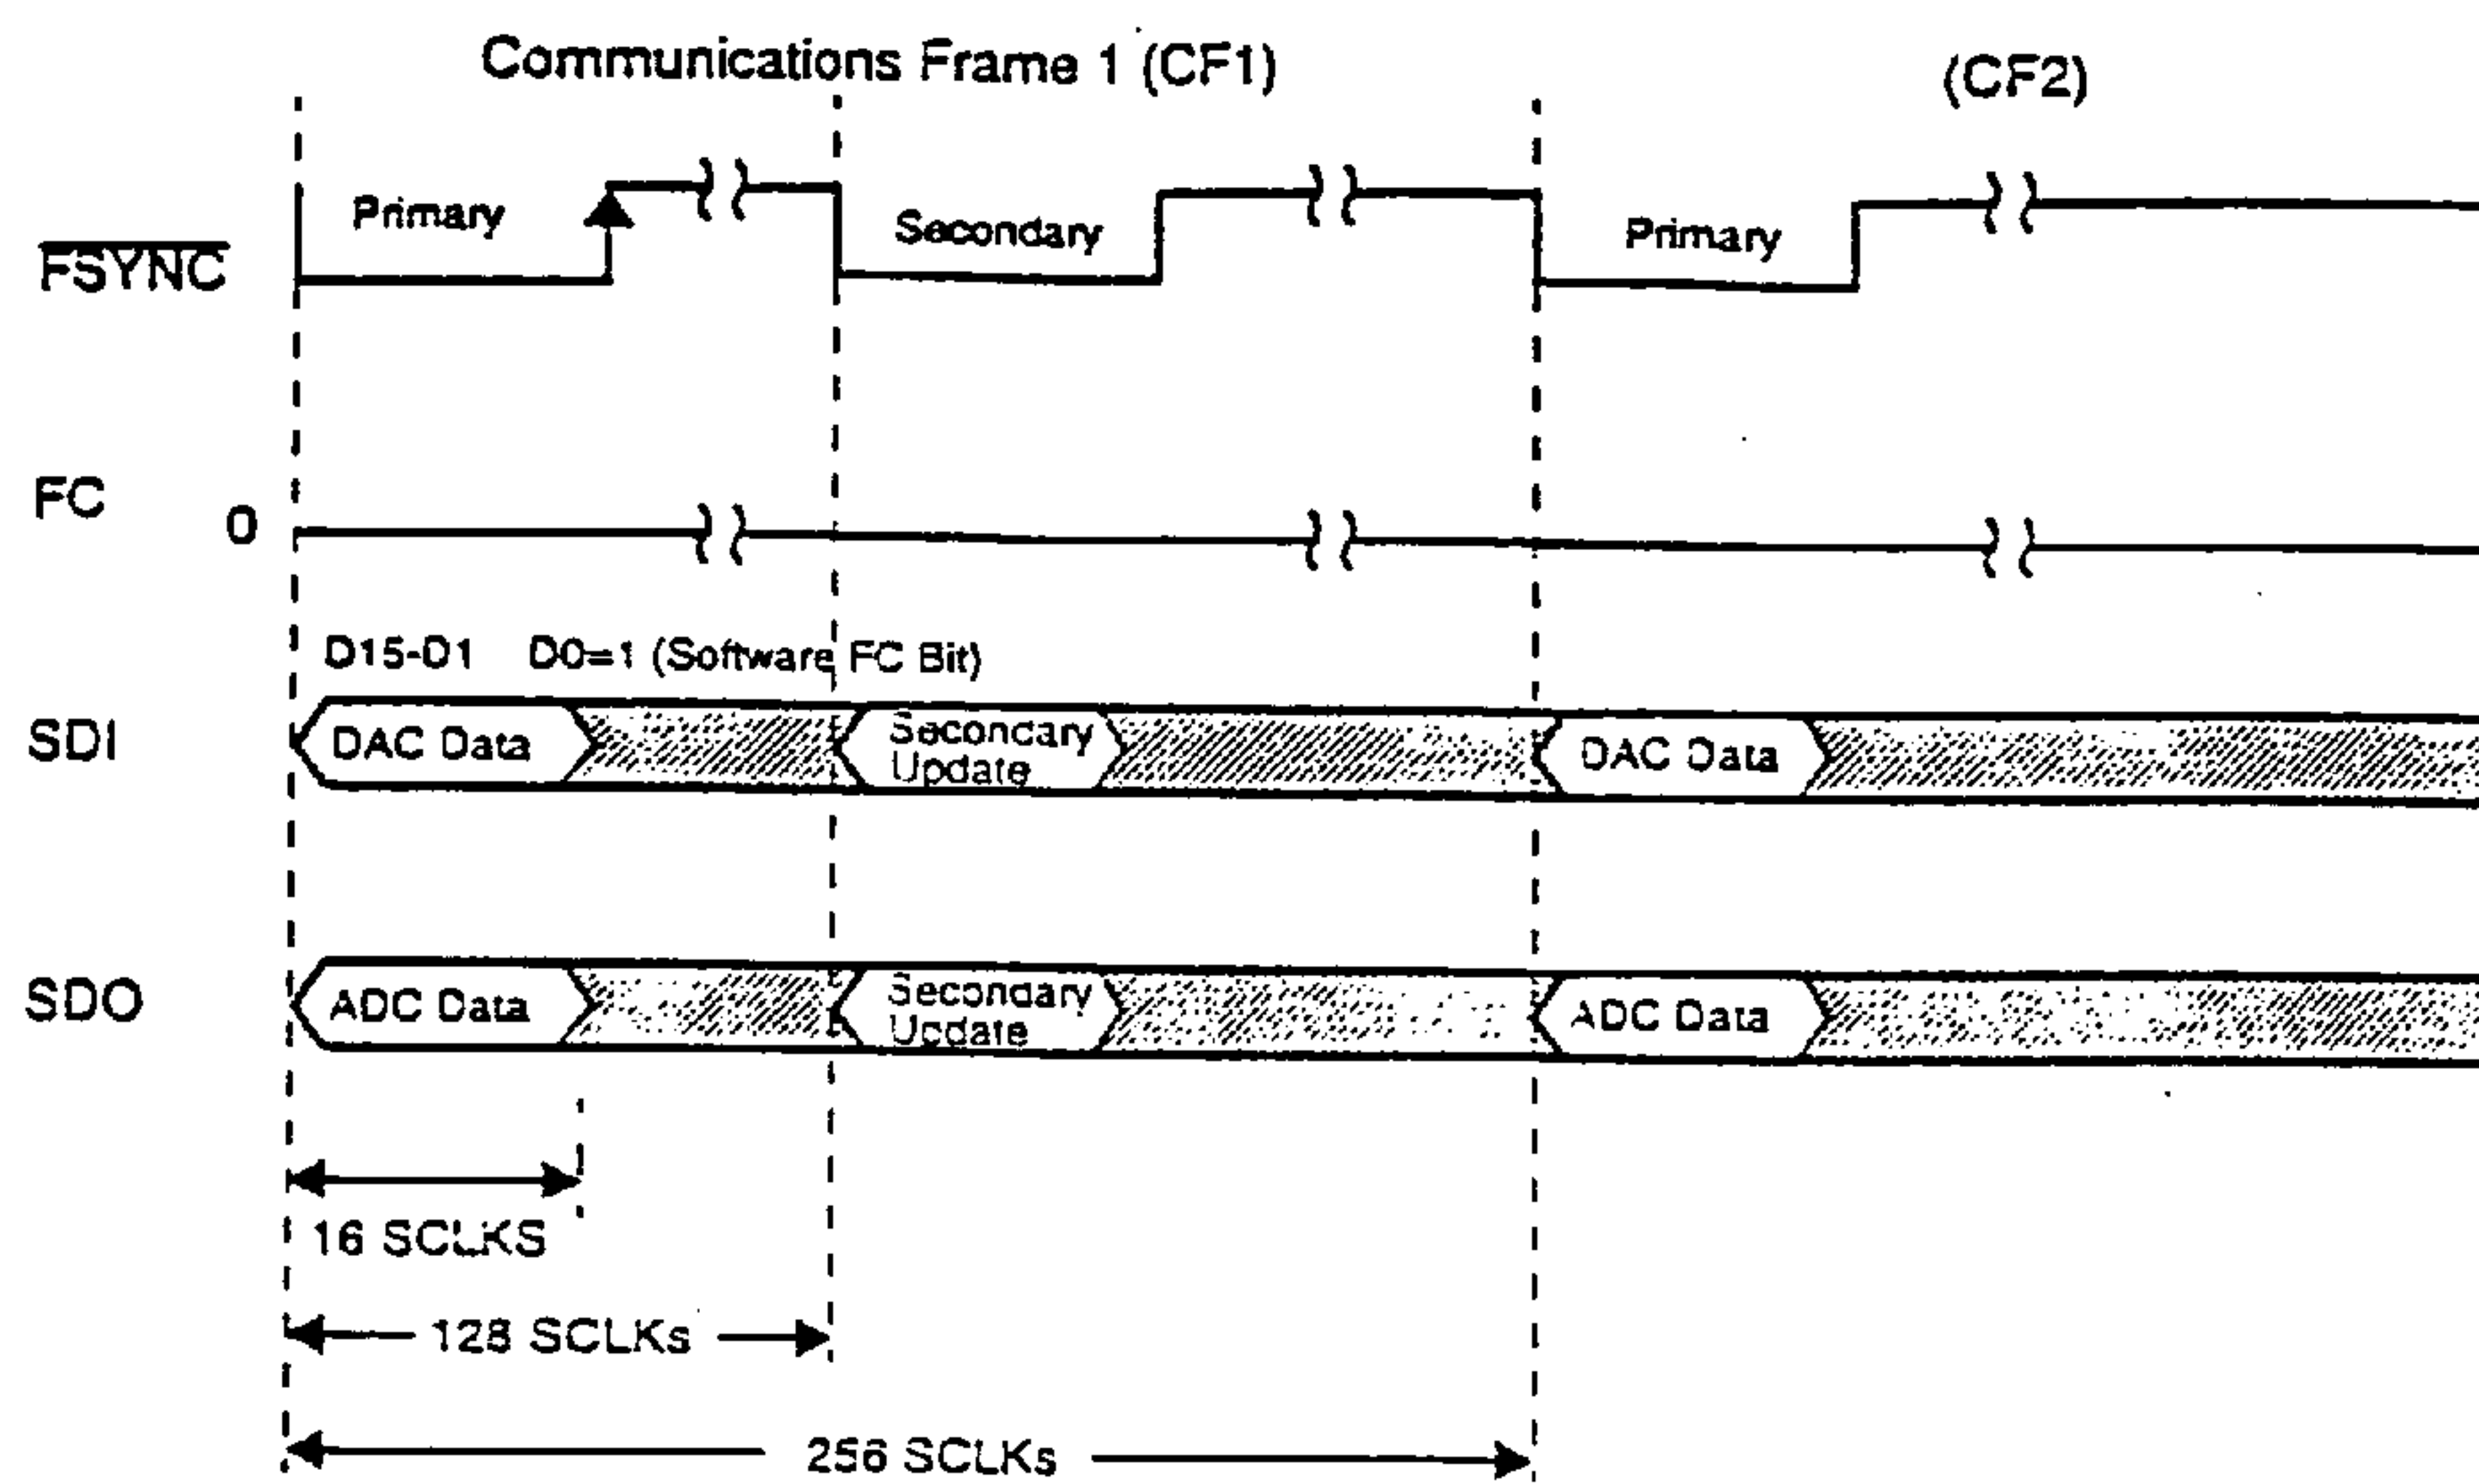 Communications Frame 1 (CF1)
(CF2)
Primary
Secondary
Primary
FSYNC
FC
0
D15-D1 D0=1 (Software FC Bit)
SDI
DAC Data
Secondary
Update
DAC Data
SDO
ADC Data
Secondary
Update
ADC Data
16 SCLKS
128 SCLKs
256 SCLKs